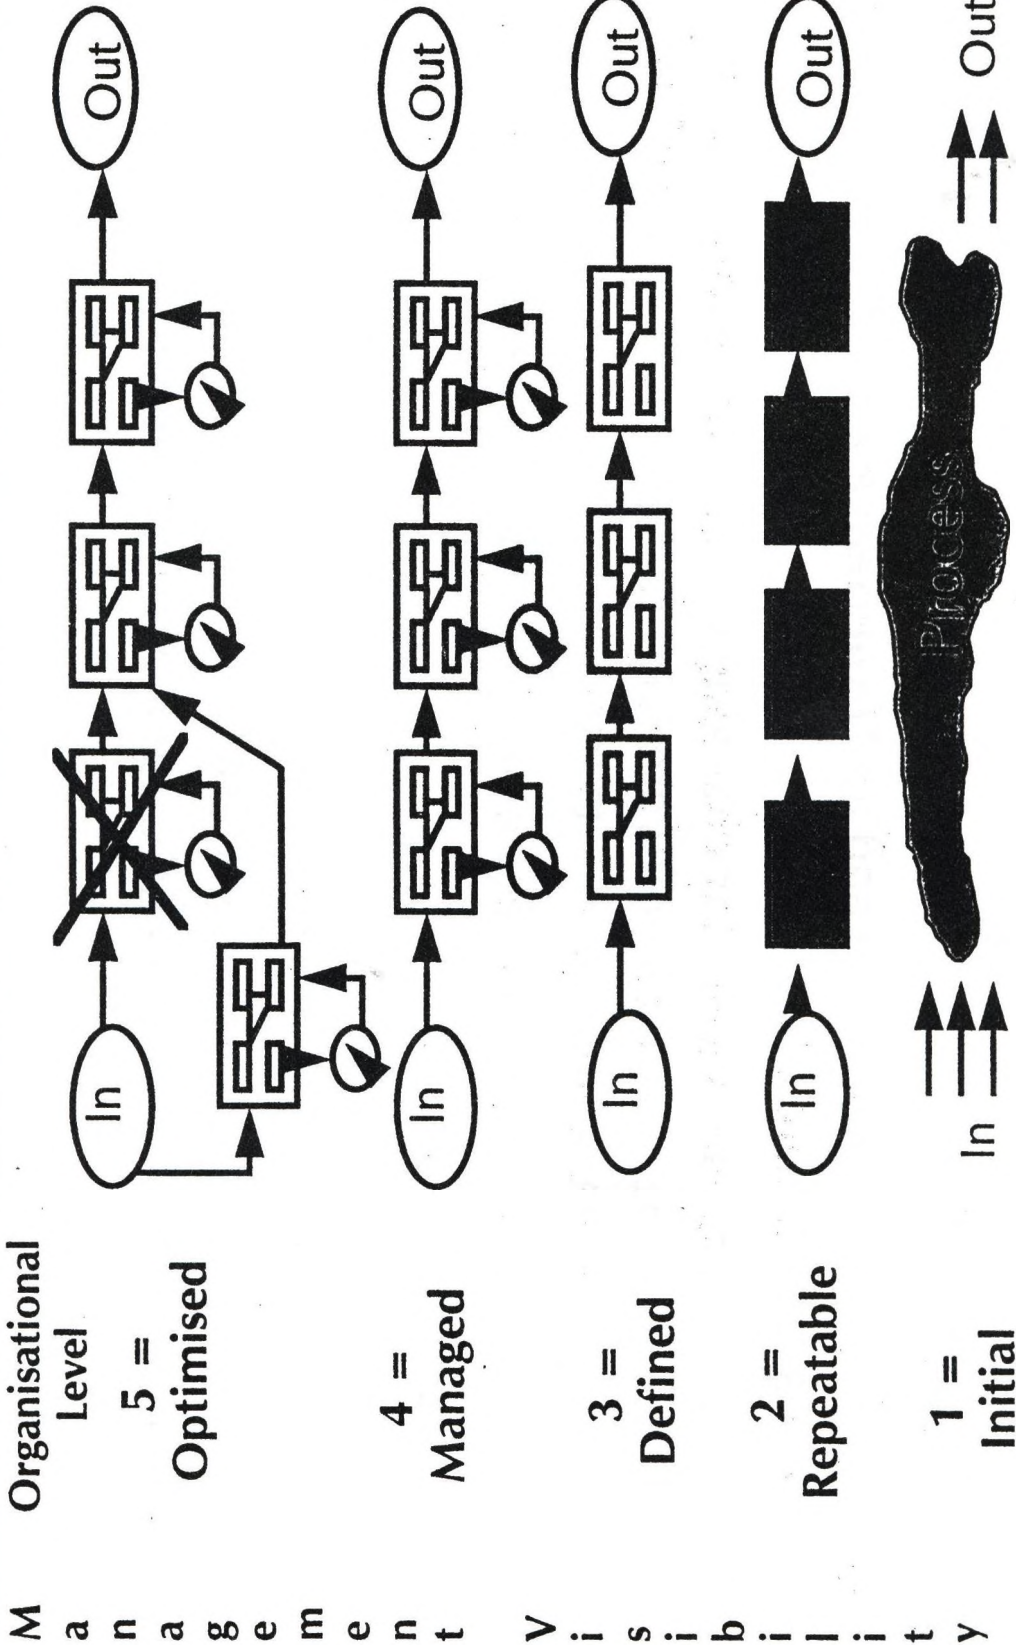 Management Visibility
Organisational
Level
5 =
Optimised
In
Out
4 =
Managed
In
Out
3 =
Defined
In
Out
2 =
Repeatable
In
Out
1 =
Initial
In
Process
Out